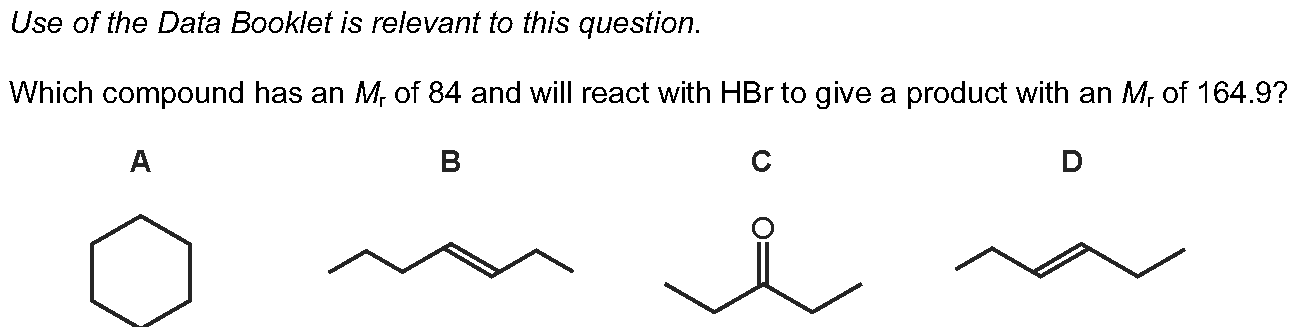 Use of the Data Booklet is relevant to this question.
Which compound has an Mr of 84 and will react with HBr to give a product with an Mr of 164.9?
A B C D
O